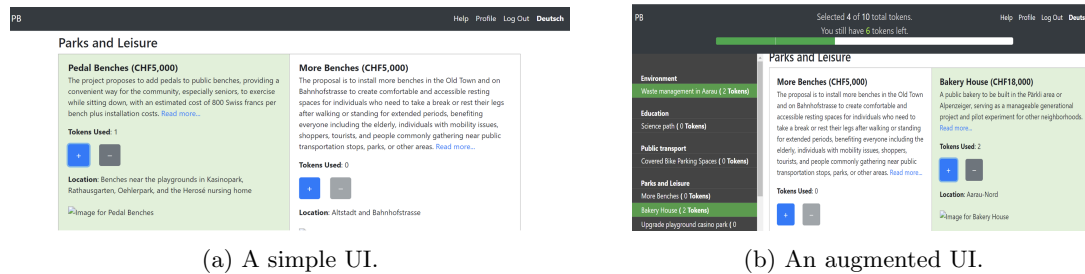 PB
Help Profile Log Out Deutsch
Parks and Leisure
Pedal Benches (CHF5,000)
The project proposes to add pedals to public benches, providing a
convenient way for the community, especially seniors, to exercise
while sitting down, with an estimated cost of 800 Swiss francs per
bench plus installation costs. Read more...
Tokens Used: 1
+ −
Location: Benches near the playgrounds in Kasinopark,
Rathausgarten, Oehlerpark, and the Herosé nursing home
Image for Pedal Benches
More Benches (CHF5,000)
The proposal is to install more benches in the Old Town and on
Bahnhofstrasse to create comfortable and accessible resting
spaces for individuals who need to take a break or rest their legs
after walking or standing for extended periods, benefiting
everyone including the elderly, individuals with mobility issues,
shoppers, tourists, and people commonly gathering near public
transportation stops, parks, or other areas. Read more...
Tokens Used: 0
+ −
Location: Altstadt and Bahnhofstrasse
(a) A simple UI.
PB
Selected 4 of 10 total tokens.
You still have 6 tokens left.
Help Profile Log Out Deuts
Environment
Waste management in Aarau ( 2 Tokens)
Education
Science path ( 0 Tokens)
Public transport
Covered Bike Parking Spaces ( 0 Tokens)
Parks and Leisure
More Benches ( 0 Tokens)
Bakery House ( 2 Tokens)
Upgrade playground casino park ( 0
Parks and Leisure
More Benches (CHF5,000)
The proposal is to install more benches in the Old Town
and on Bahnhofstrasse to create comfortable and
accessible resting spaces for individuals who need to
take a break or rest their legs after walking or standing
for extended periods, benefiting everyone including the
elderly, individuals with mobility issues, shoppers,
tourists, and people commonly gathering near public
transportation stops, parks, or other areas. Read more...
Tokens Used: 0
+ −
Bakery House (CHF18,000)
A public bakery to be built in the Pärkli area or
Alpenzeiger, serving as a manageable generational
project and pilot experiment for other neighborhoods.
Read more...
Tokens Used: 2
+ −
Location: Aarau-Nord
Image for Bakery House
(b) An augmented UI.